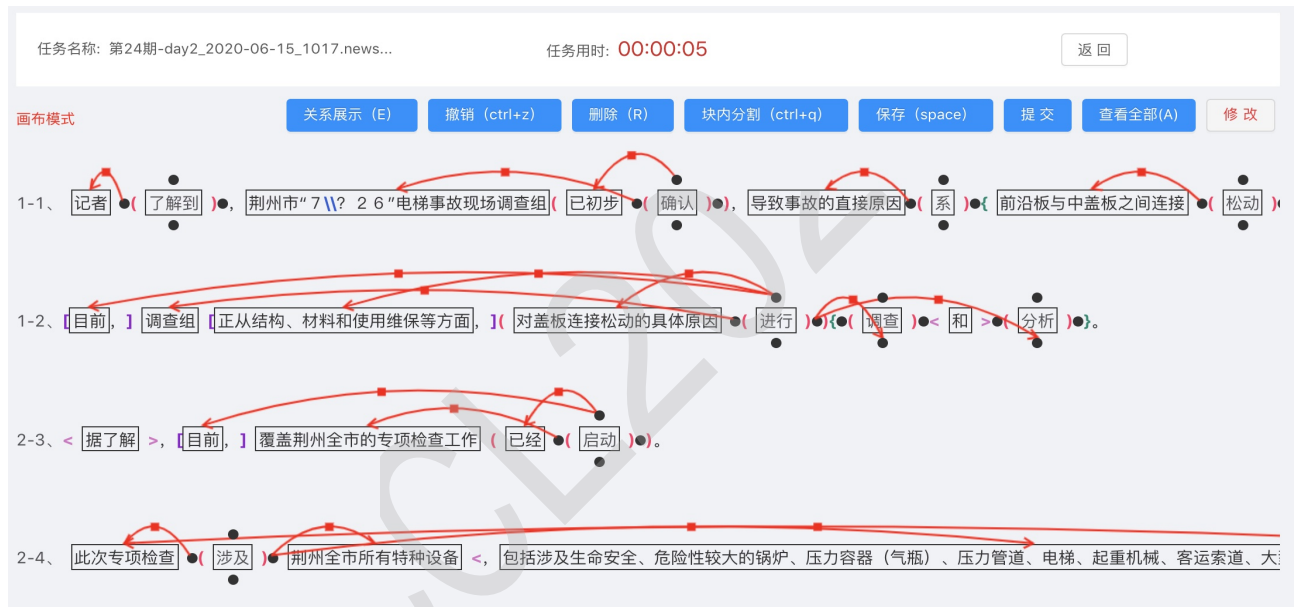 任务名称: 第24期-day2_2020-06-15_1017.news... 任务用时: 00:00:05 返 回
画布模式 关系展示（E） 撤销（ctrl+z） 删除（R） 块内分割（ctrl+q） 保存（space） 提 交 查看全部(A) 修 改
1-1、 记者 ●( 了解到 )●, 荆州市“７\\? ２６”电梯事故现场调查组( 已初步 ●( 确认 )●), 导致事故的直接原因●( 系 )●{ 前沿板与中盖板之间连接 ●( 松动 )●
1-2、[目前, ] 调查组 [正从结构、材料和使用维保等方面, ]( 对盖板连接松动的具体原因 ●( 进行 )●){●( 调查 )●< 和 >●( 分析 )●}。
2-3、< 据了解 >, [目前, ] 覆盖荆州全市的专项检查工作 ( 已经 ●( 启动 )●)。
2-4、 此次专项检查 ●( 涉及 )● 荆州全市所有特种设备 <, 包括涉及生命安全、危险性较大的锅炉、压力容器（气瓶）、压力管道、电梯、起重机械、客运索道、大
CCL202